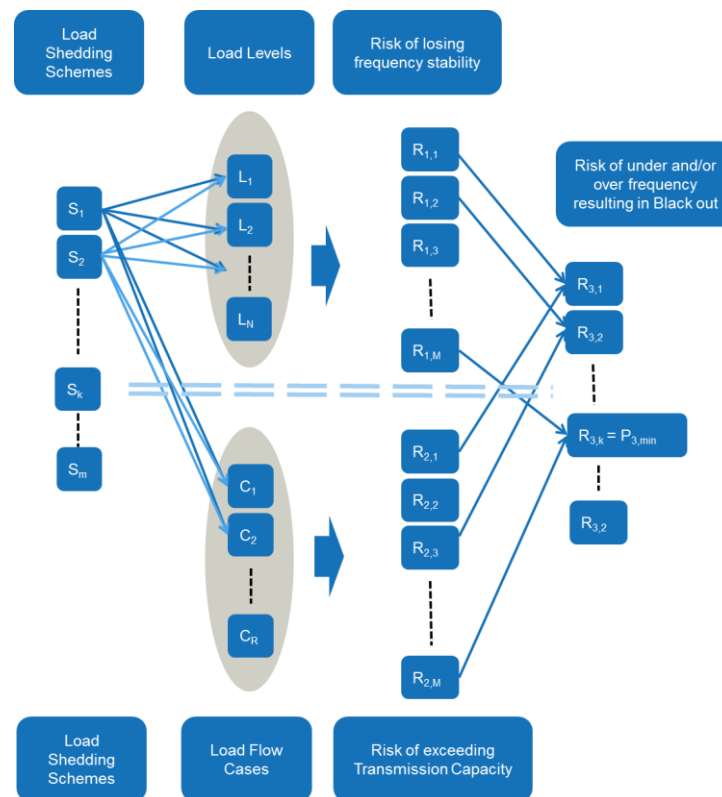 Load
Shedding
Schemes
Load Levels
Risk of losing
frequency stability
Risk of under and/or
over frequency
resulting in Black out
S1
S2
Sk
Sm
L1
L2
LN
C1
C2
CR
R1,1
R1,2
R1,3
R1,M
R2,1
R2,2
R2,3
R2,M
R3,1
R3,2
R3,k = P3,min
R3,2
Load
Shedding
Schemes
Load Flow
Cases
Risk of exceeding
Transmission Capacity